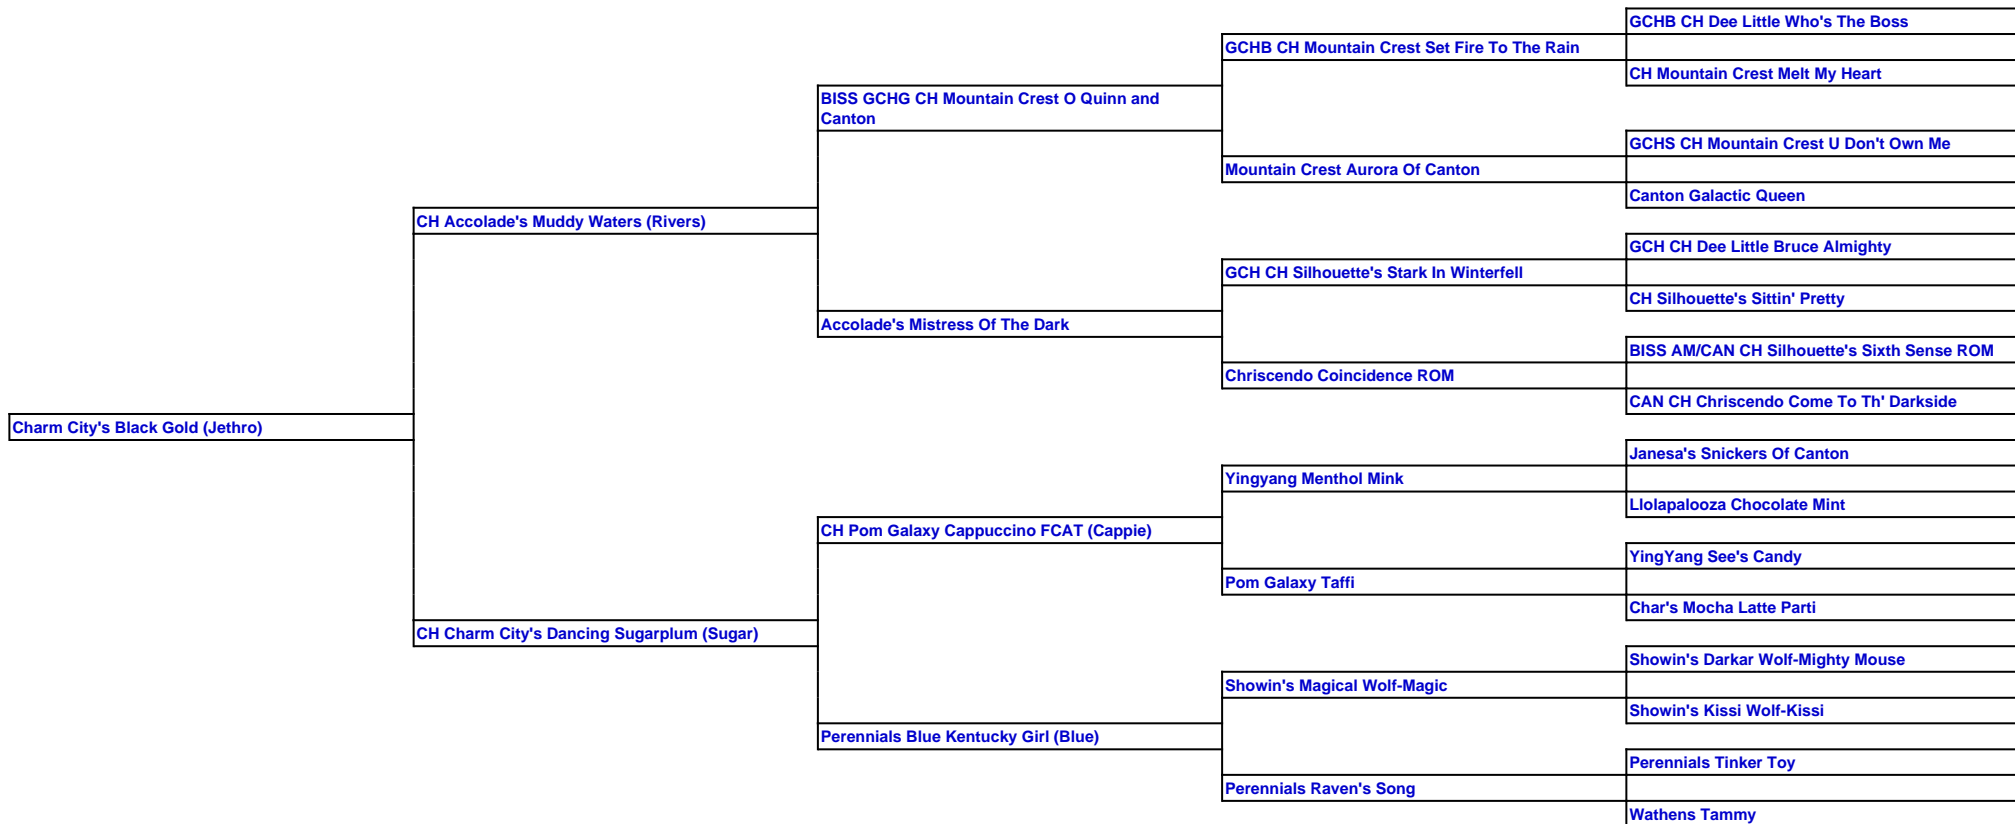 GCHB CH Dee Little Who's The Boss
GCHB CH Mountain Crest Set Fire To The Rain
CH Mountain Crest Melt My Heart
BISS GCHG CH Mountain Crest O Quinn and
Canton
GCHS CH Mountain Crest U Don't Own Me
Mountain Crest Aurora Of Canton
Canton Galactic Queen
CH Accolade's Muddy Waters (Rivers)
GCH CH Dee Little Bruce Almighty
GCH CH Silhouette's Stark In Winterfell
CH Silhouette's Sittin' Pretty
Accolade's Mistress Of The Dark
BISS AM/CAN CH Silhouette's Sixth Sense ROM
Chriscendo Coincidence ROM
CAN CH Chriscendo Come To Th' Darkside
Charm City's Black Gold (Jethro)
Janesa's Snickers Of Canton
Yingyang Menthol Mink
Llolapalooza Chocolate Mint
CH Pom Galaxy Cappuccino FCAT (Cappie)
YingYang See's Candy
Pom Galaxy Taffi
Char's Mocha Latte Parti
CH Charm City's Dancing Sugarplum (Sugar)
Showin's Darkar Wolf-Mighty Mouse
Showin's Magical Wolf-Magic
Showin's Kissi Wolf-Kissi
Perennials Blue Kentucky Girl (Blue)
Perennials Tinker Toy
Perennials Raven's Song
Wathens Tammy